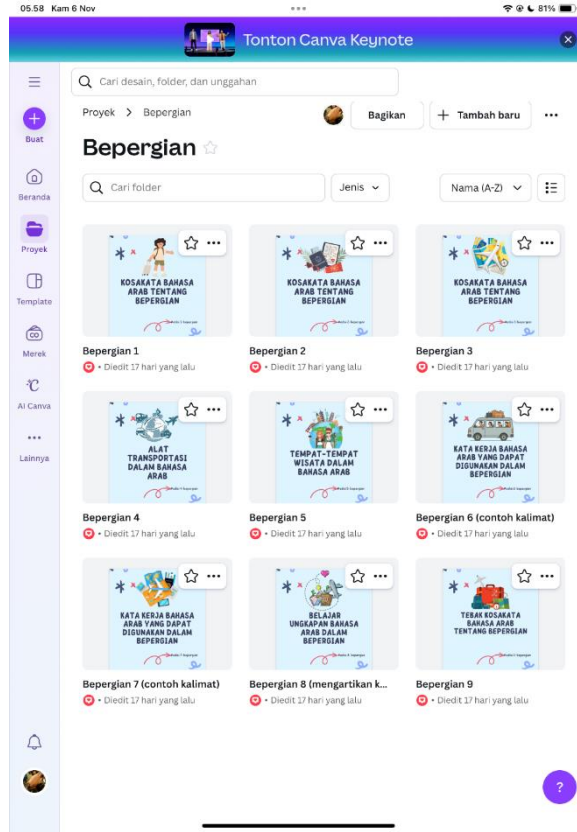 05.58 Kam 6 Nov
81%
Tonton Canva Keynote
Cari desain, folder, dan unggahan
Proyek > Bepergian
Bagikan
+ Tambah baru
Buat
Bepergian
Beranda
Cari folder
Jenis
Nama (A-Z)
Proyek
Template
Merek
AI Canva
Lainnya
KOSAKATA BAHASA
ARAB TENTANG
BEPERGIAN
Bepergian 1
• Diedit 17 hari yang lalu
KOSAKATA BAHASA
ARAB TENTANG
BEPERGIAN
Bepergian 2
• Diedit 17 hari yang lalu
KOSAKATA BAHASA
ARAB TENTANG
BEPERGIAN
Bepergian 3
• Diedit 17 hari yang lalu
ALAT
TRANSPORTASI
DALAM BAHASA
ARAB
Bepergian 4
• Diedit 17 hari yang lalu
TEMPAT-TEMPAT
WISATA DALAM
BAHASA ARAB
Bepergian 5
• Diedit 17 hari yang lalu
KATA KERJA BAHASA
ARAB YANG DAPAT
DIGUNAKAN DALAM
BEPERGIAN
Bepergian 6 (contoh kalimat)
• Diedit 17 hari yang lalu
KATA KERJA BAHASA
ARAB YANG DAPAT
DIGUNAKAN DALAM
BEPERGIAN
Bepergian 7 (contoh kalimat)
• Diedit 17 hari yang lalu
BELAJAR
UNGKAPAN BAHASA
ARAB DALAM
BEPERGIAN
Bepergian 8 (mengartikan k...
• Diedit 17 hari yang lalu
TEBAK KOSAKATA
BAHASA ARAB
TENTANG BEPERGIAN
Bepergian 9
• Diedit 17 hari yang lalu
?